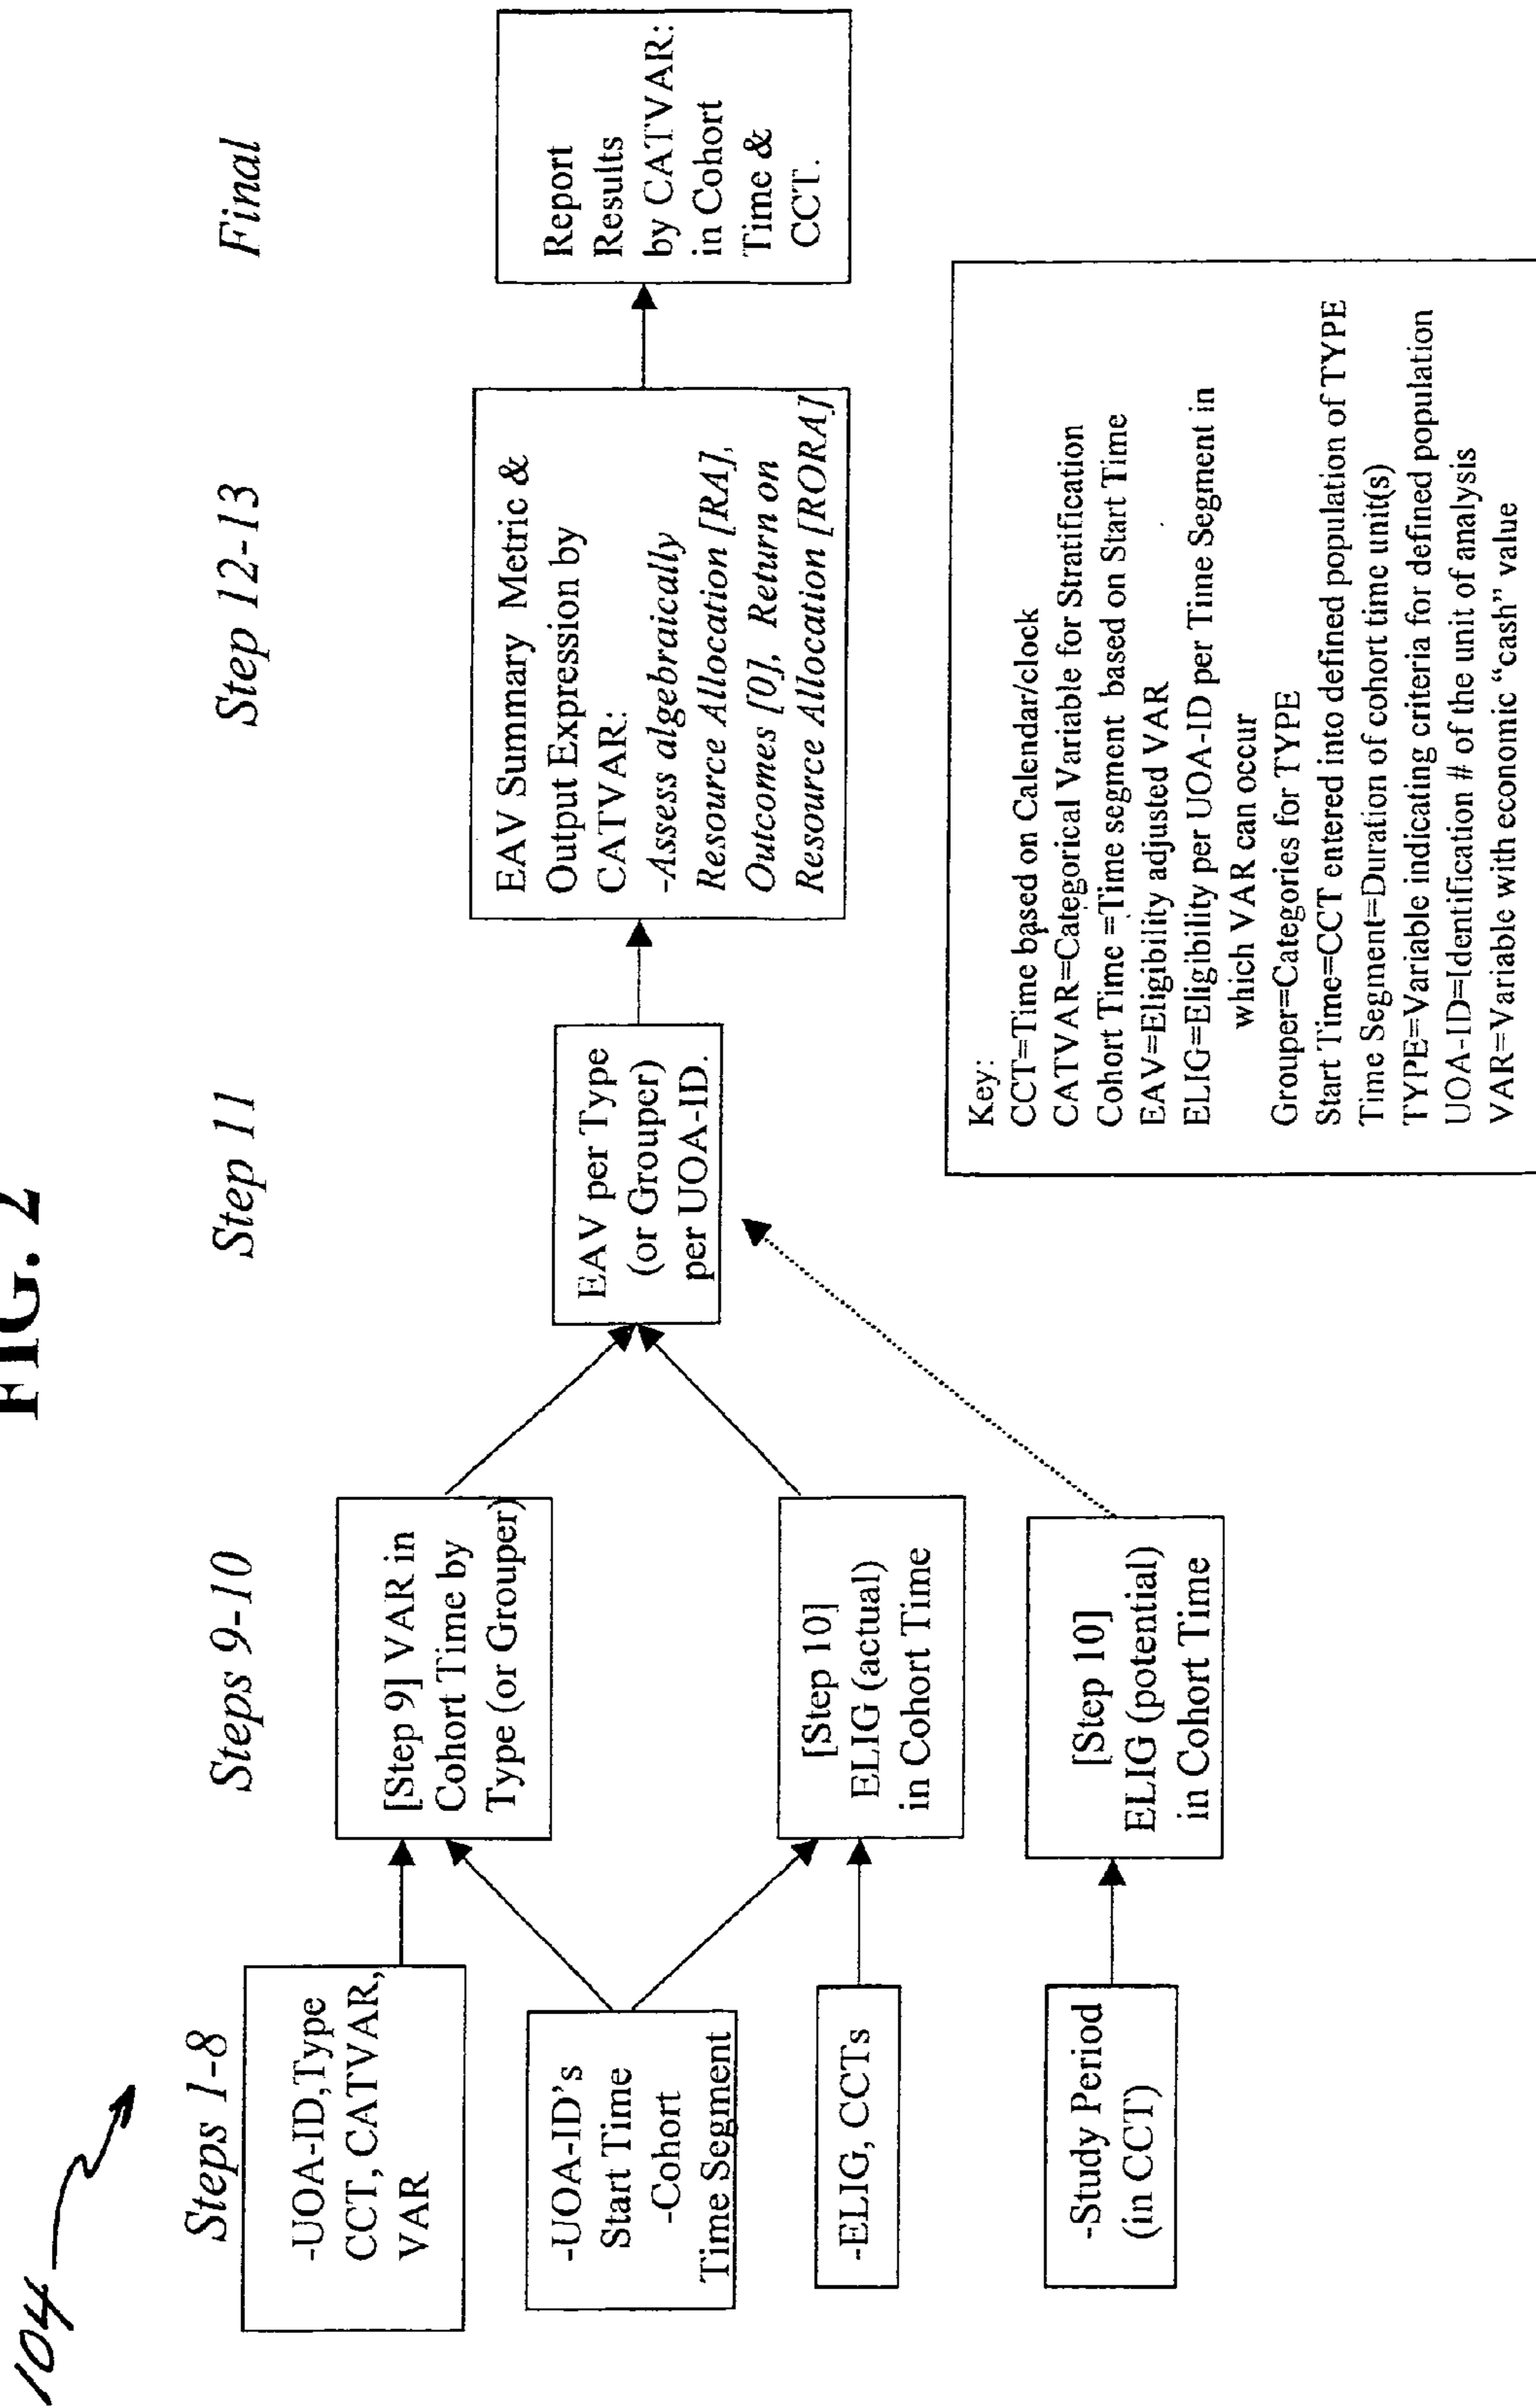 FIG. 2
104
Steps 1-8
Steps 9-10
Step 11
Step 12-13
Final
-UOA-ID,Type
CCT, CATVAR,
VAR
-UOA-ID's
Start Time
-Cohort
Time Segment
-ELIG, CCTs
-Study Period
(in CCT)
[Step 9] VAR in
Cohort Time by
Type (or Grouper)
[Step 10]
ELIG (actual)
in Cohort Time
[Step 10]
ELIG (potential)
in Cohort Time
EAV per Type
(or Grouper)
per UOA-ID.
EAV Summary Metric &
Output Expression by
CATVAR:
-Assess algebraically
Resource Allocation [RA],
Outcomes [0], Return on
Resource Allocation [RORA]
Report
Results
by CATVAR:
in Cohort
Time &
CCT.
Key:
CCT=Time based on Calendar/clock
CATVAR=Categorical Variable for Stratification
Cohort Time =Time segment based on Start Time
EAV=Eligibility adjusted VAR
ELIG=Eligibility per UOA-ID per Time Segment in
which VAR can occur
Grouper=Categories for TYPE
Start Time=CCT entered into defined population of TYPE
Time Segment=Duration of cohort time unit(s)
TYPE=Variable indicating criteria for defined population
UOA-ID=Identification # of the unit of analysis
VAR=Variable with economic “cash” value